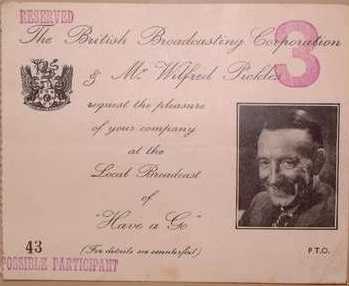 RESERVED
3
The British Broadcasting Corporation
& Mr Wilfred Pickles
request the pleasure
of your company
at the
Local Broadcast
of
"Have a Go"
43
(For details see counterfoil)
P.T.O.
POSSIBLE PARTICIPANT